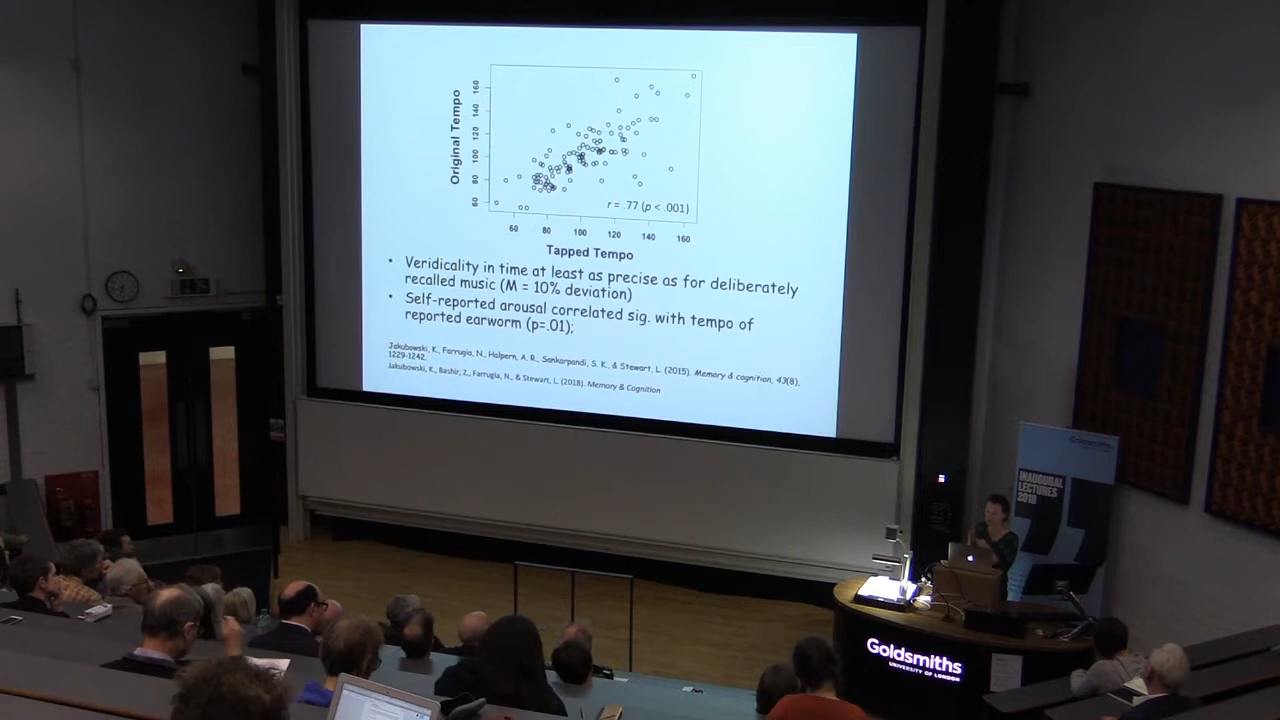 Original Tempo
160
140
120
100
80
60
r = .77 (p < .001)
60 80 100 120 140 160
Tapped Tempo
• Veridicality in time at least as precise as for deliberately
recalled music (M = 10% deviation)
• Self-reported arousal correlated sig. with tempo of
reported earworm (p=.01);
Jakubowski, K., Farrugia, N., Halpern, A. R., Sankarpandi, S. K., & Stewart, L. (2015). Memory & cognition, 43(8),
1229-1242.
Jakubowski, K., Bashir, Z., Farrugia, N., & Stewart, L. (2018). Memory & Cognition
Goldsmiths
INAUGURAL
LECTURES
2018
Goldsmiths
UNIVERSITY OF LONDON